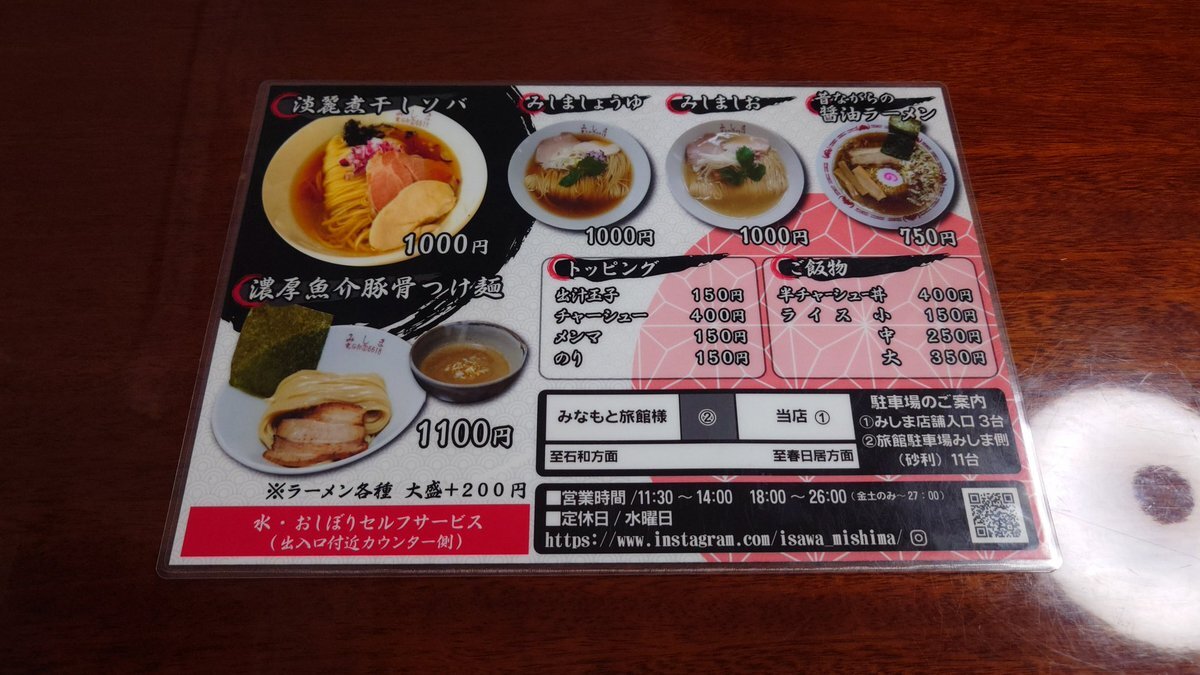 淡麗煮干しソバ
1000円
みしましょうゆ
1000円
みしましお
1000円
昔ながらの
醤油ラーメン
750円
濃厚魚介豚骨つけ麺
みしま
1100円
※ラーメン各種 大盛+200円
水・おしぼりセルフサービス
(出入口付近カウンター側)
トッピング
出汁玉子 150円
チャーシュー 400円
メンマ 150円
のり 150円
ご飯物
半チャーシュー丼 400円
ライス 小 150円
中 250円
大 350円
みなもと旅館様 ② 当店 ①
至石和方面 至春日居方面
駐車場のご案内
①みしま店舗入口 3台
②旅館駐車場みしま側
(砂利) 11台
■営業時間/11:30~14:00 18:00~26:00(金土のみ~27:00)
■定休日/水曜日
https://www.instagram.com/isawa_mishima/